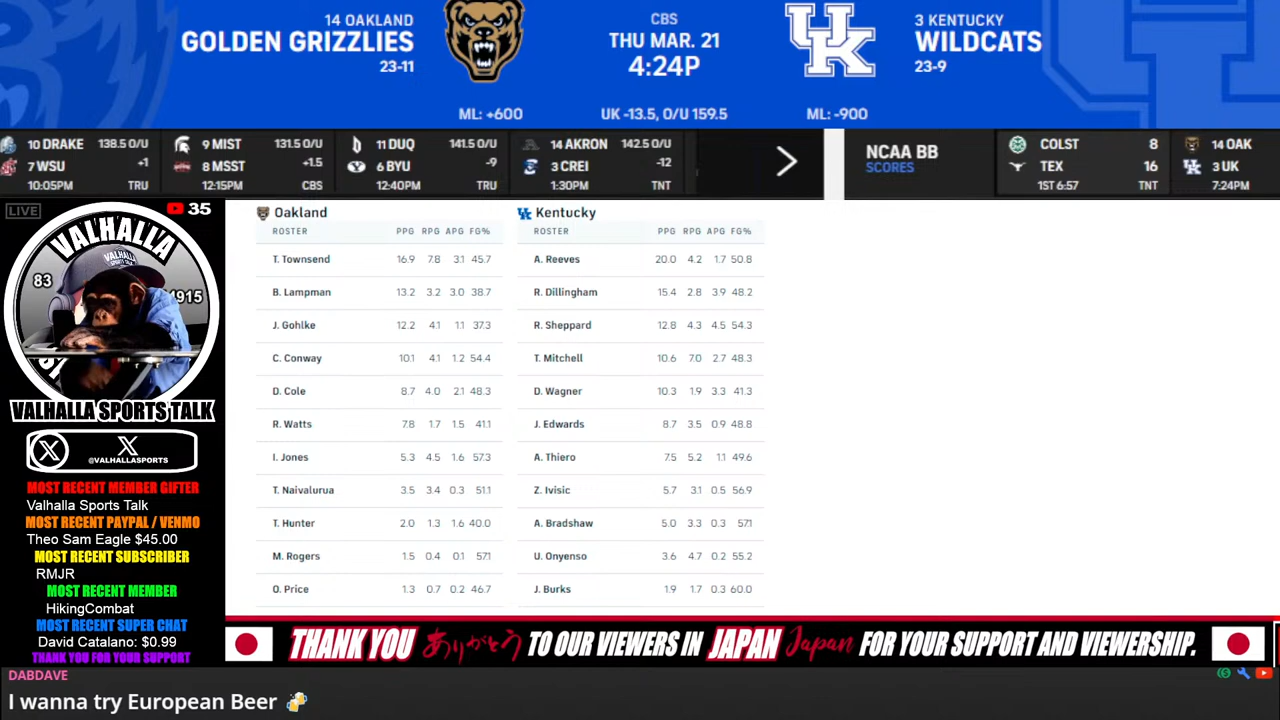 14 OAKLAND
GOLDEN GRIZZLIES
23-11
CBS
THU MAR. 21
4:24P
3 KENTUCKY
WILDCATS
23-9
ML: +600
UK -13.5, O/U 159.5
ML: -900
10 DRAKE 138.5 O/U
7 WSU +1
10:05PM TRU
9 MIST 131.5 O/U
8 MSST +1.5
12:15PM CBS
11 DUQ 141.5 O/U
6 BYU -9
12:40PM TRU
14 AKRON 142.5 O/U
3 CREI -12
1:30PM TNT
NCAA BB
SCORES
COLST 8
TEX 16
1ST 6:57 TNT
14 OAK
3 UK
7:24PM
LIVE
35
VALHALLA
VALHALLA
83
4915
VALHALLA SPORTS TALK
X
@VALHALLASPORTS
MOST RECENT MEMBER GIFTER
Valhalla Sports Talk
MOST RECENT PAYPAL / VENMO
Theo Sam Eagle $45.00
MOST RECENT SUBSCRIBER
RMJR
MOST RECENT MEMBER
HikingCombat
MOST RECENT SUPER CHAT
David Catalano: $0.99
THANK YOU FOR YOUR SUPPORT
Oakland
ROSTER PPG RPG APG FG%
T. Townsend 16.9 7.8 3.1 45.7
B. Lampman 13.2 3.2 3.0 38.7
J. Gohlke 12.2 4.1 1.1 37.3
C. Conway 10.1 4.1 1.2 54.4
D. Cole 8.7 4.0 2.1 48.3
R. Watts 7.8 1.7 1.5 41.1
I. Jones 5.3 4.5 1.6 57.3
T. Naivalurua 3.5 3.4 0.3 51.1
T. Hunter 2.0 1.3 1.6 40.0
M. Rogers 1.5 0.4 0.1 57.1
O. Price 1.3 0.7 0.2 46.7
Kentucky
ROSTER PPG RPG APG FG%
A. Reeves 20.0 4.2 1.7 50.8
R. Dillingham 15.4 2.8 3.9 48.2
R. Sheppard 12.8 4.3 4.5 54.3
T. Mitchell 10.6 7.0 2.7 48.3
D. Wagner 10.3 1.9 3.3 41.3
J. Edwards 8.7 3.5 0.9 48.8
A. Thiero 7.5 5.2 1.1 49.6
Z. Ivisic 5.7 3.1 0.5 56.9
A. Bradshaw 5.0 3.3 0.3 57.1
U. Onyenso 3.6 4.7 0.2 55.2
J. Burks 1.9 1.7 0.3 60.0
THANK YOU ありがとう TO OUR VIEWERS IN JAPAN Japan FOR YOUR SUPPORT AND VIEWERSHIP.
DABDAVE
I wanna try European Beer 🍻